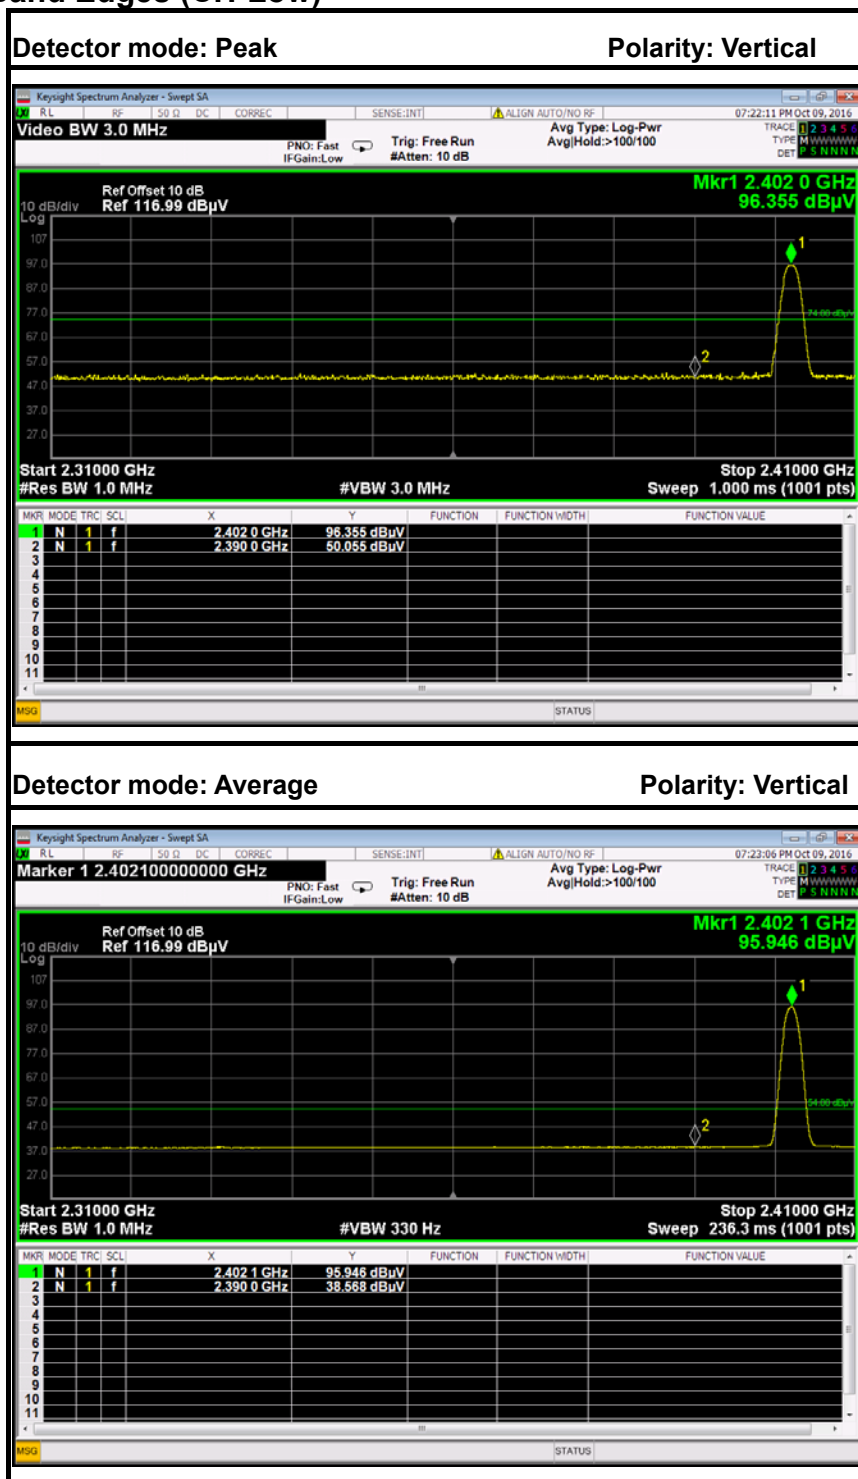 Band Edges (CH Low)
Detector mode: Peak Polarity: Vertical
Keysight Spectrum Analyzer - Swept SA
RL RF 50 Ω DC CORREC SENSE:INT ALIGN AUTO/NO RF 07:22:11 PM Oct 09, 2016
Video BW 3.0 MHz
PNO: Fast
IFGain:Low
Trig: Free Run
#Atten: 10 dB
Avg Type: Log-Pwr
Avg|Hold:>100/100
TRACE 1 2 3 4 5 6
TYPE M WWWWW
DET P S N N N N
Mkr1 2.402 0 GHz
96.355 dBµV
Ref Offset 10 dB
10 dB/div Ref 116.99 dBµV
Log
107
97.0
87.0
77.0
67.0
57.0
47.0
37.0
27.0
1
74.00 dBµV
2
Start 2.31000 GHz Stop 2.41000 GHz
#Res BW 1.0 MHz #VBW 3.0 MHz Sweep 1.000 ms (1001 pts)
MKR MODE TRC SCL X Y FUNCTION FUNCTION WIDTH FUNCTION VALUE
1 N 1 f 2.402 0 GHz 96.355 dBµV
2 N 1 f 2.390 0 GHz 50.055 dBµV
3
4
5
6
7
8
9
10
11
MSG STATUS
Detector mode: Average Polarity: Vertical
Keysight Spectrum Analyzer - Swept SA
RL RF 50 Ω DC CORREC SENSE:INT ALIGN AUTO/NO RF 07:23:06 PM Oct 09, 2016
Marker 1 2.402100000000 GHz
PNO: Fast
IFGain:Low
Trig: Free Run
#Atten: 10 dB
Avg Type: Log-Pwr
Avg|Hold:>100/100
TRACE 1 2 3 4 5 6
TYPE M WWWWW
DET P S N N N N
Mkr1 2.402 1 GHz
95.946 dBµV
Ref Offset 10 dB
10 dB/div Ref 116.99 dBµV
Log
107
97.0
87.0
77.0
67.0
57.0
47.0
37.0
27.0
1
54.00 dBµV
2
Start 2.31000 GHz Stop 2.41000 GHz
#Res BW 1.0 MHz #VBW 330 Hz Sweep 236.3 ms (1001 pts)
MKR MODE TRC SCL X Y FUNCTION FUNCTION WIDTH FUNCTION VALUE
1 N 1 f 2.402 1 GHz 95.946 dBµV
2 N 1 f 2.390 0 GHz 38.568 dBµV
3
4
5
6
7
8
9
10
11
MSG STATUS